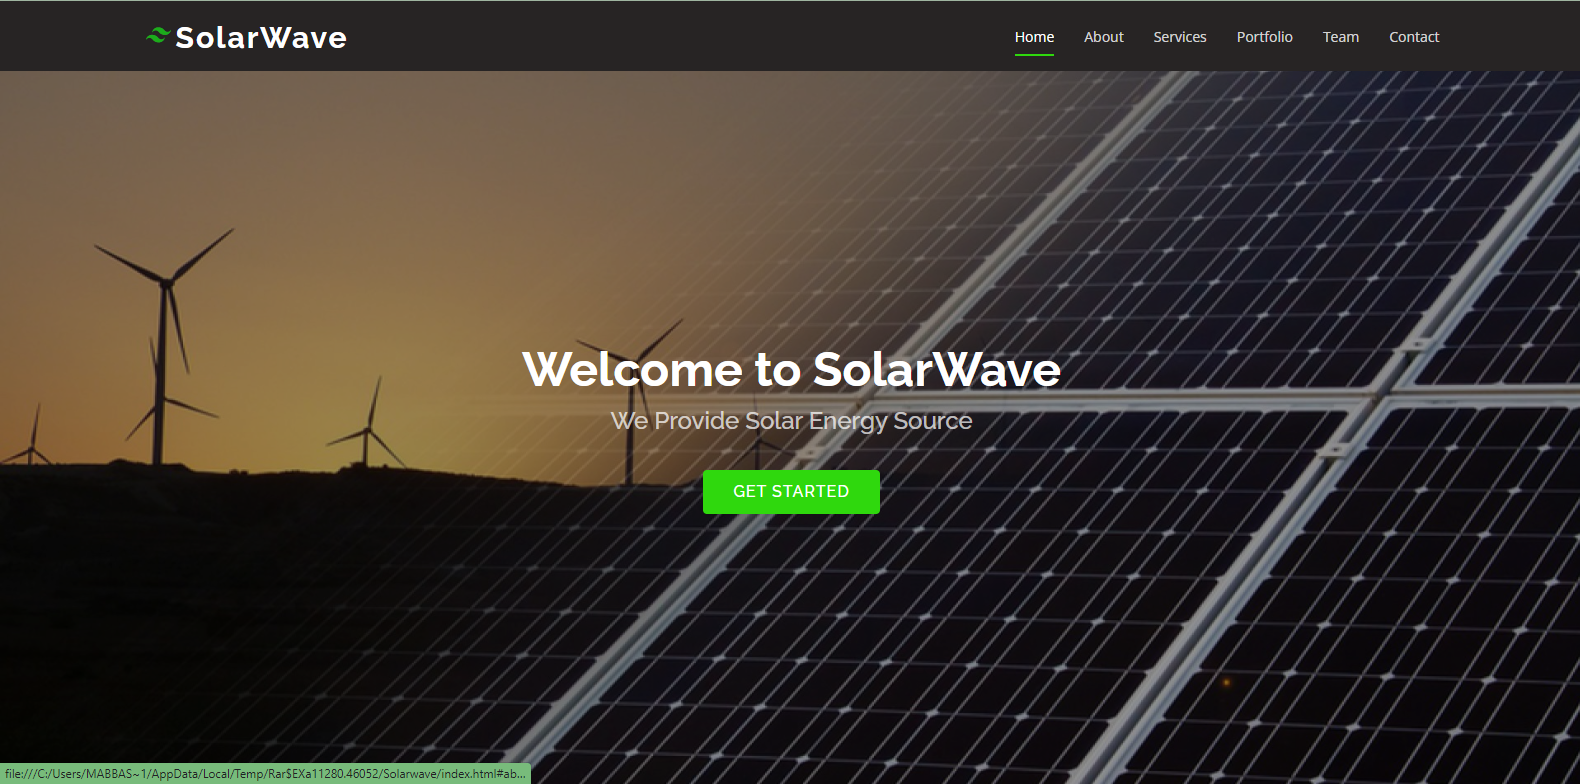 SolarWave
Home About Services Portfolio Team Contact
Welcome to SolarWave
We Provide Solar Energy Source
GET STARTED
file:///C:/Users/MABBAS~1/AppData/Local/Temp/Rar$EXa11280.46052/Solarwave/index.html#ab...